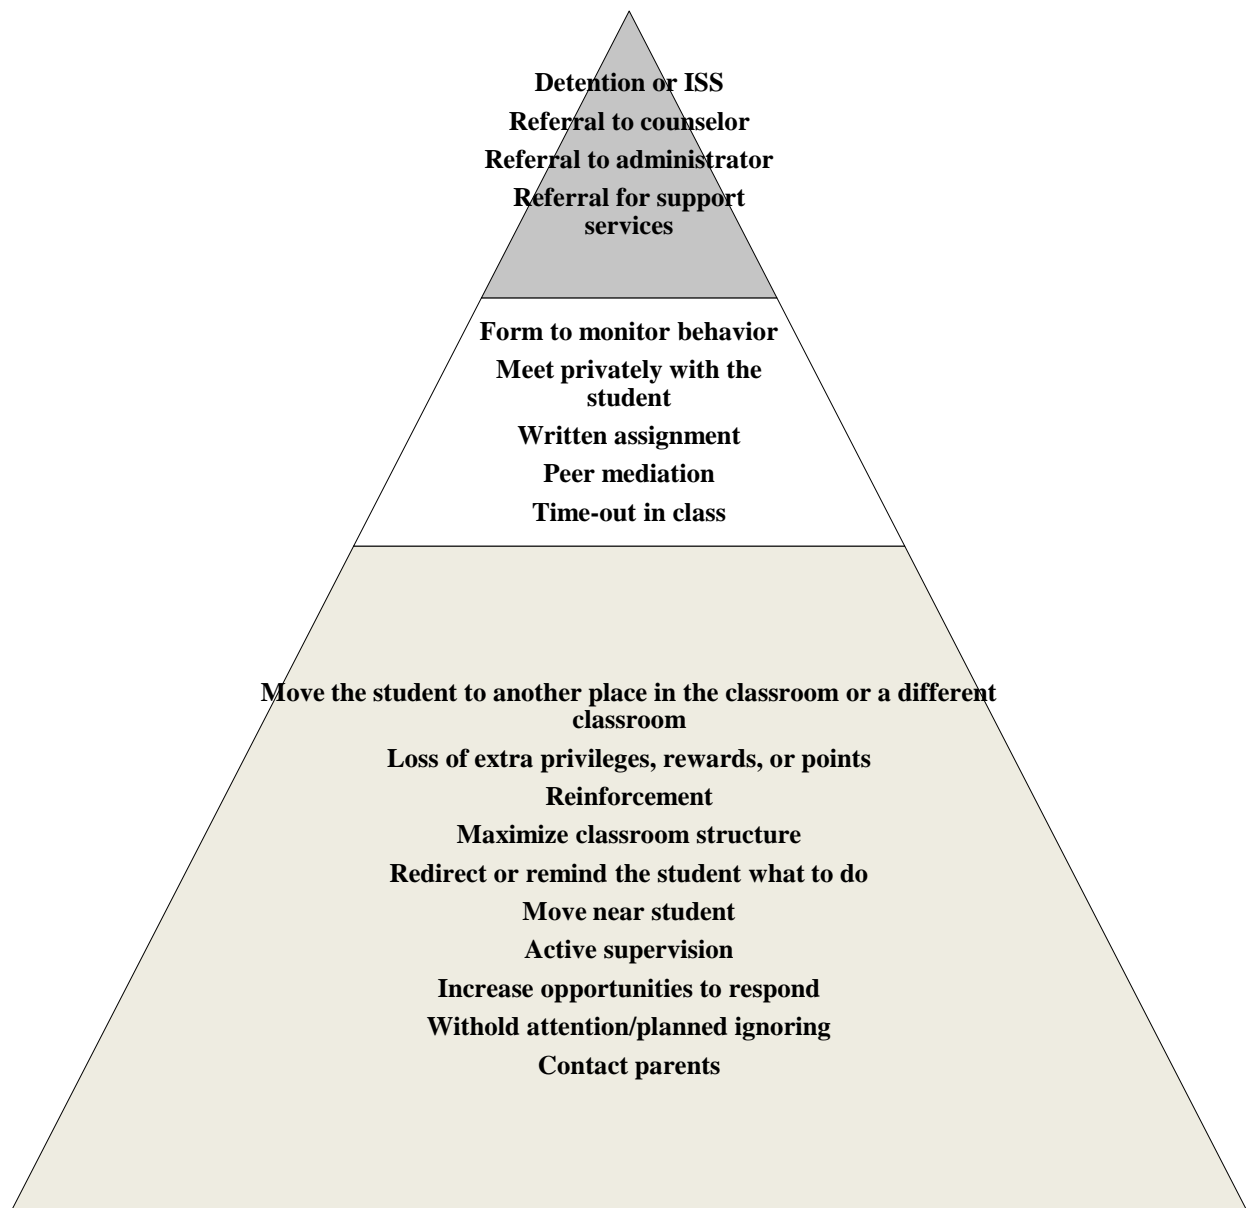 Detention or ISS
Referral to counselor
Referral to administrator
Referral for support
services
Form to monitor behavior
Meet privately with the
student
Written assignment
Peer mediation
Time-out in class
Move the student to another place in the classroom or a different
classroom
Loss of extra privileges, rewards, or points
Reinforcement
Maximize classroom structure
Redirect or remind the student what to do
Move near student
Active supervision
Increase opportunities to respond
Withold attention/planned ignoring
Contact parents